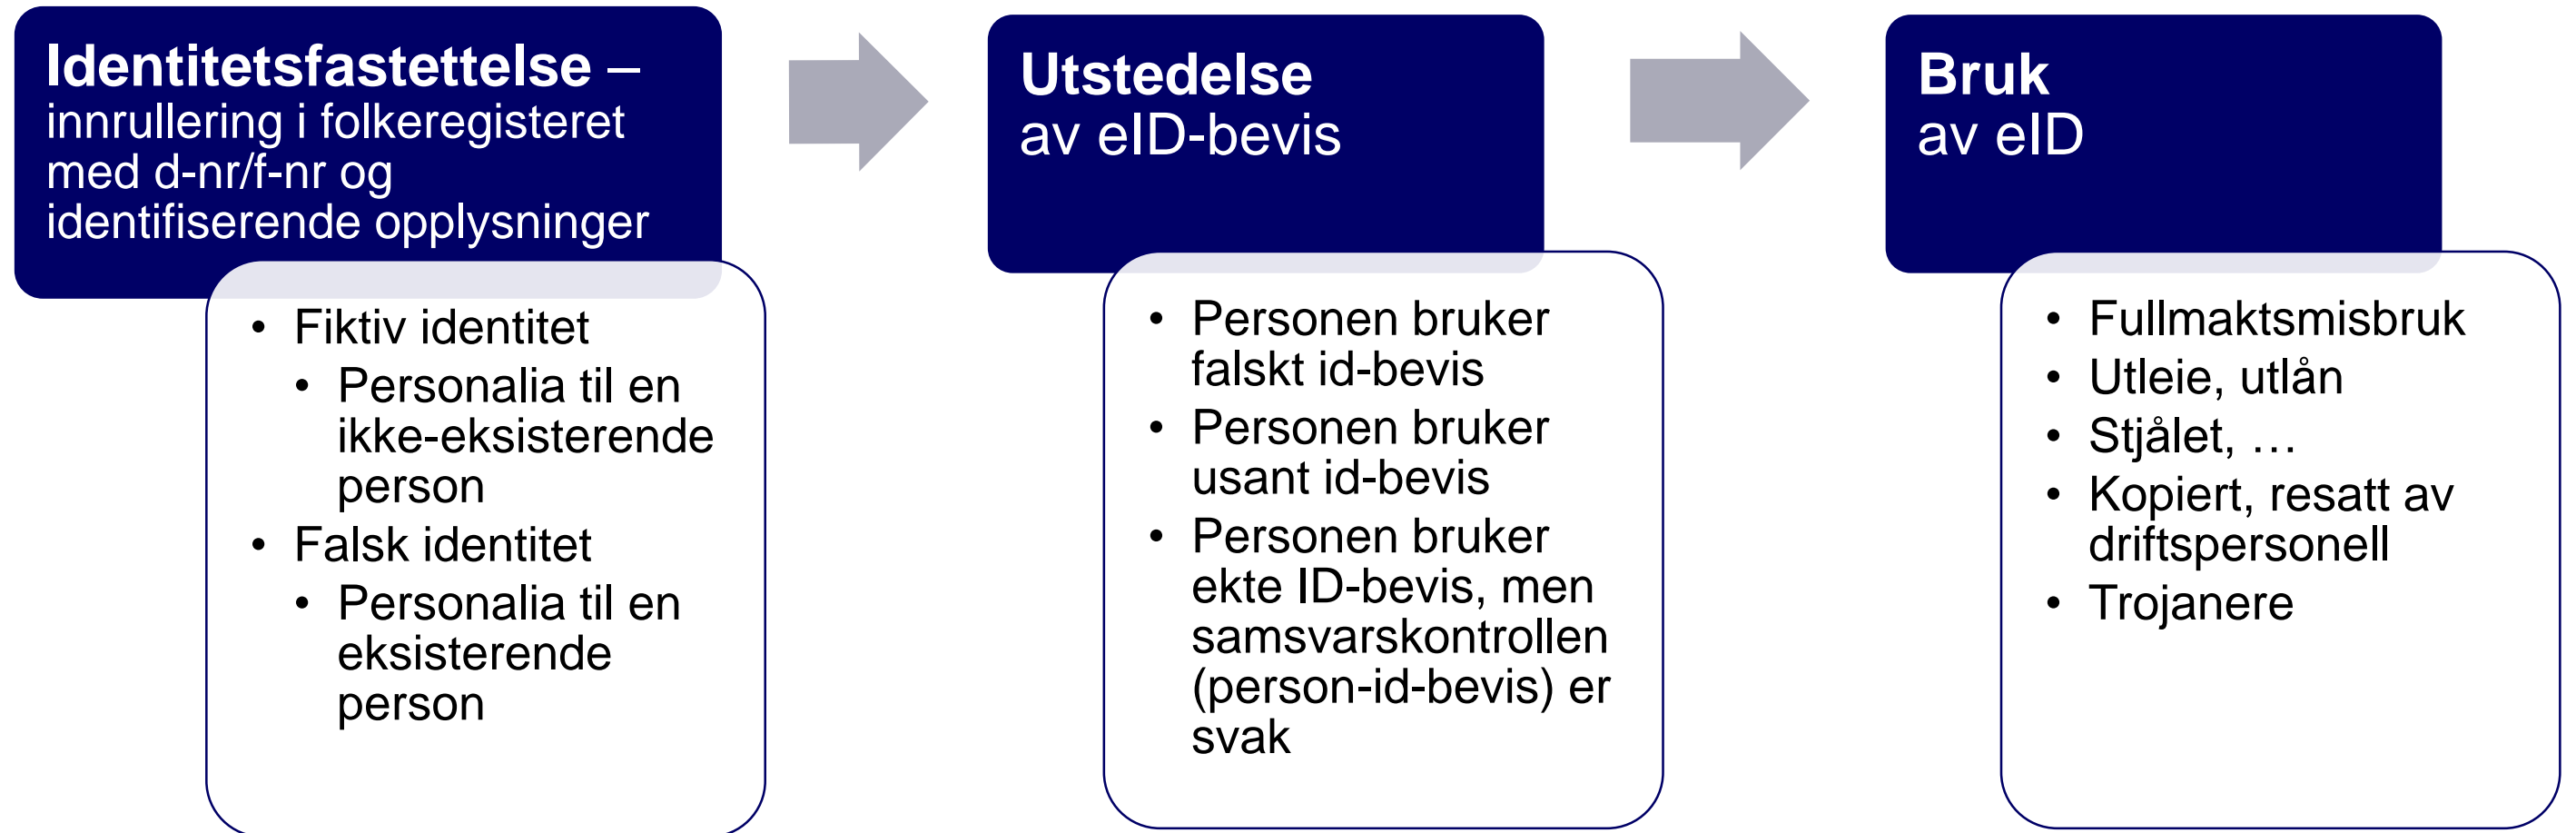 Identitetsfastettelse –
innrullering i folkeregisteret
med d-nr/f-nr og
identifiserende opplysninger
• Fiktiv identitet
• Personalia til en
ikke-eksisterende
person
• Falsk identitet
• Personalia til en
eksisterende
person
Utstedelse
av eID-bevis
• Personen bruker
falskt id-bevis
• Personen bruker
usant id-bevis
• Personen bruker
ekte ID-bevis, men
samsvarskontrollen
(person-id-bevis) er
svak
Bruk
av eID
• Fullmaktsmisbruk
• Utleie, utlån
• Stjålet, …
• Kopiert, resatt av
driftspersonell
• Trojanere